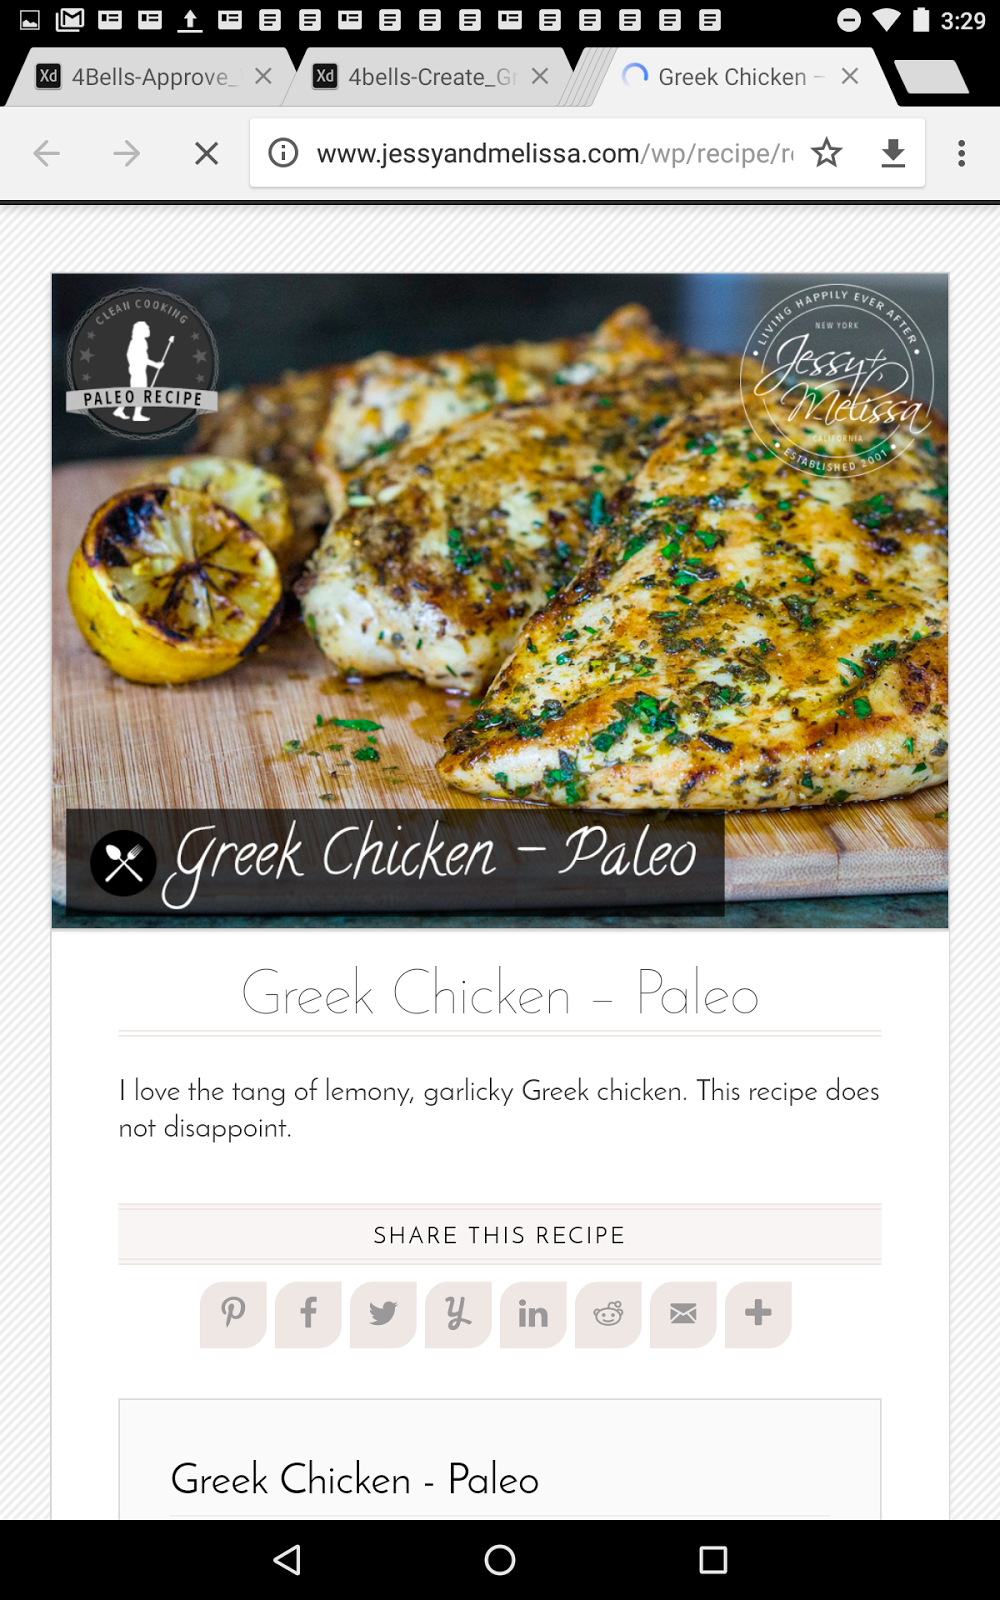 3:29
Xd 4Bells-Approve_
Xd 4bells-Create_Gr
Greek Chicken –
www.jessyandmelissa.com/wp/recipe/r
CLEAN COOKING
PALEO RECIPE
LIVING HAPPILY EVER AFTER
NEW YORK
Jessy+
Melissa
CALIFORNIA
ESTABLISHED 2001
Greek Chicken – Paleo
Greek Chicken – Paleo
I love the tang of lemony, garlicky Greek chicken. This recipe does
not disappoint.
SHARE THIS RECIPE
Greek Chicken - Paleo